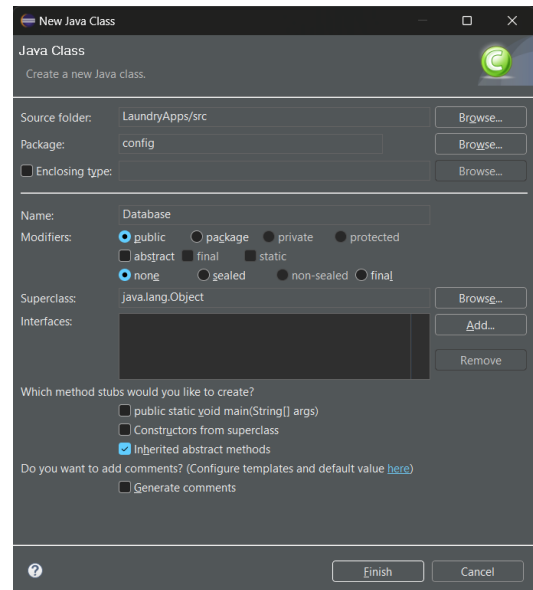 New Java Class
Java Class
Create a new Java class.
Source folder: LaundryApps/src Browse...
Package: config Browse...
Enclosing type: Browse...
Name: Database
Modifiers: public package private protected
abstract final static
none sealed non-sealed final
Superclass: java.lang.Object Browse...
Interfaces: Add...
Remove
Which method stubs would you like to create?
public static void main(String[] args)
Constructors from superclass
Inherited abstract methods
Do you want to add comments? (Configure templates and default value here)
Generate comments
? Finish Cancel